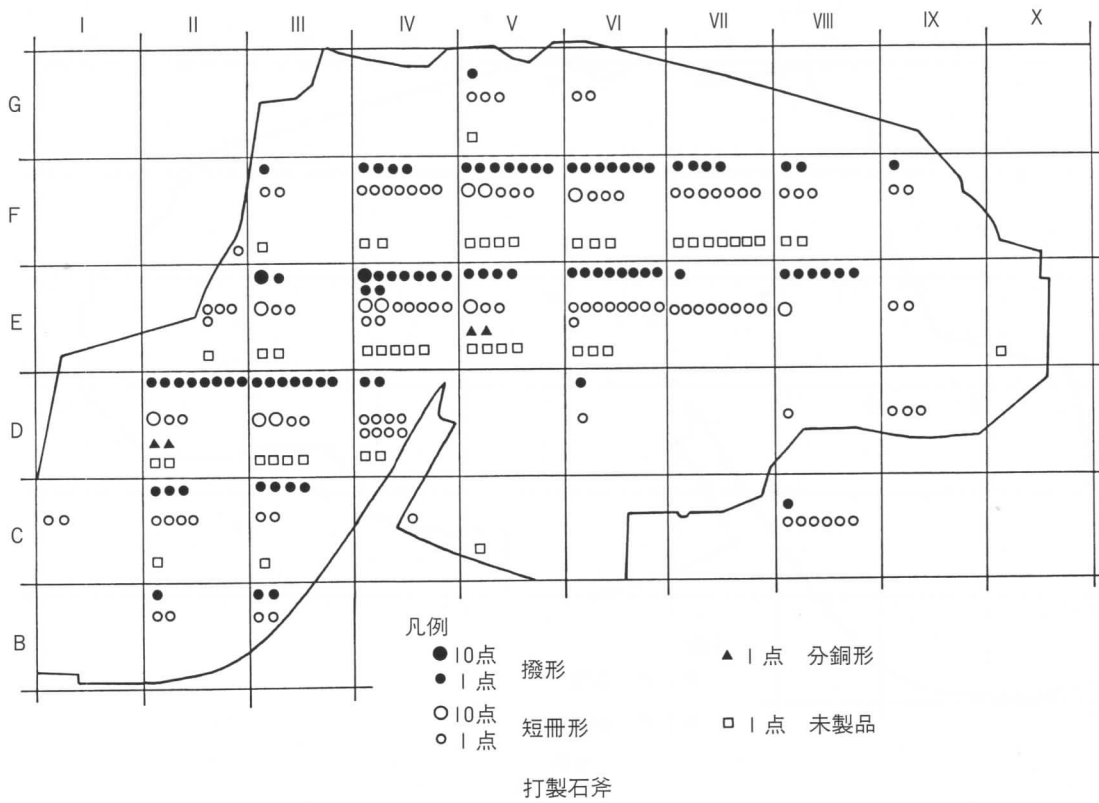 I II III IV V VI VII VIII IX X
G
F
E
D
C
B
凡例
●10点
●1点
撥形
○10点
○1点
短冊形
▲1点 分銅形
□1点 未製品
打製石斧